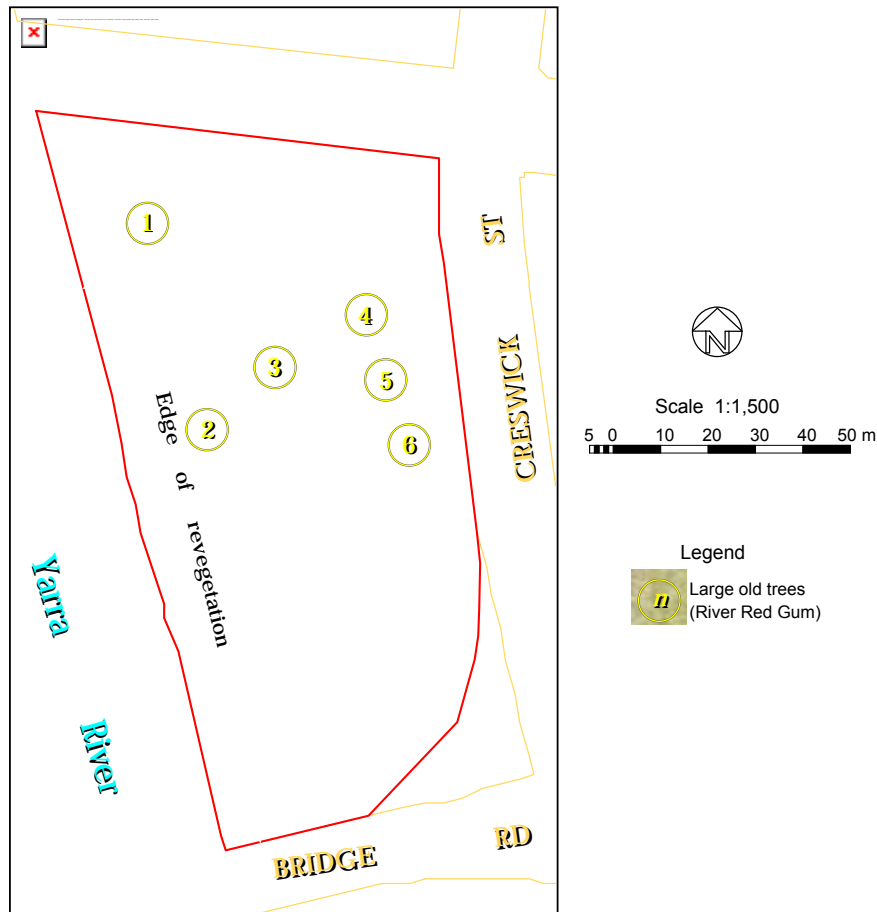 1
ST
4
3
CRESWICK
5
2
6
Edge of revegetation
Yarra
River
BRIDGE RD
N
Scale 1:1,500
5 0 10 20 30 40 50 m
Legend
n
Large old trees
(River Red Gum)